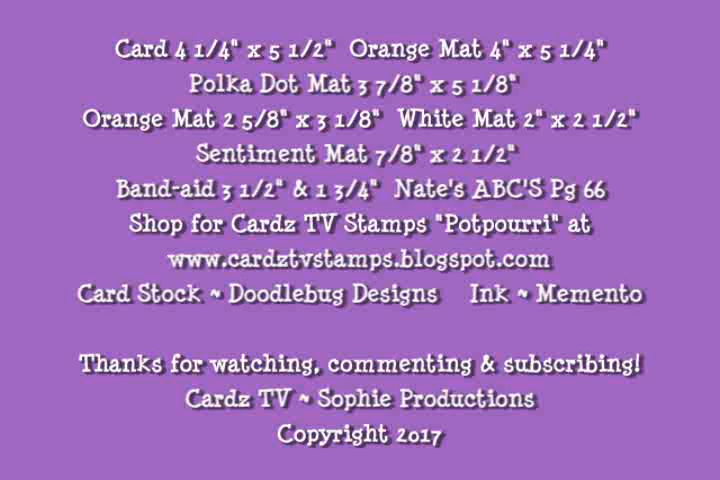 Card 4 1/4" x 5 1/2"  Orange Mat 4" x 5 1/4"
Polka Dot Mat 3 7/8" x 5 1/8"
Orange Mat 2 5/8" x 3 1/8"  White Mat 2" x 2 1/2"
Sentiment Mat 7/8" x 2 1/2"
Band-aid 3 1/2" & 1 3/4"  Nate's ABC'S Pg 66
Shop for Cardz TV Stamps "Potpourri" at
www.cardztvstamps.blogspot.com
Card Stock ~ Doodlebug Designs    Ink ~ Memento
Thanks for watching, commenting & subscribing!
Cardz TV ~ Sophie Productions
Copyright 2017